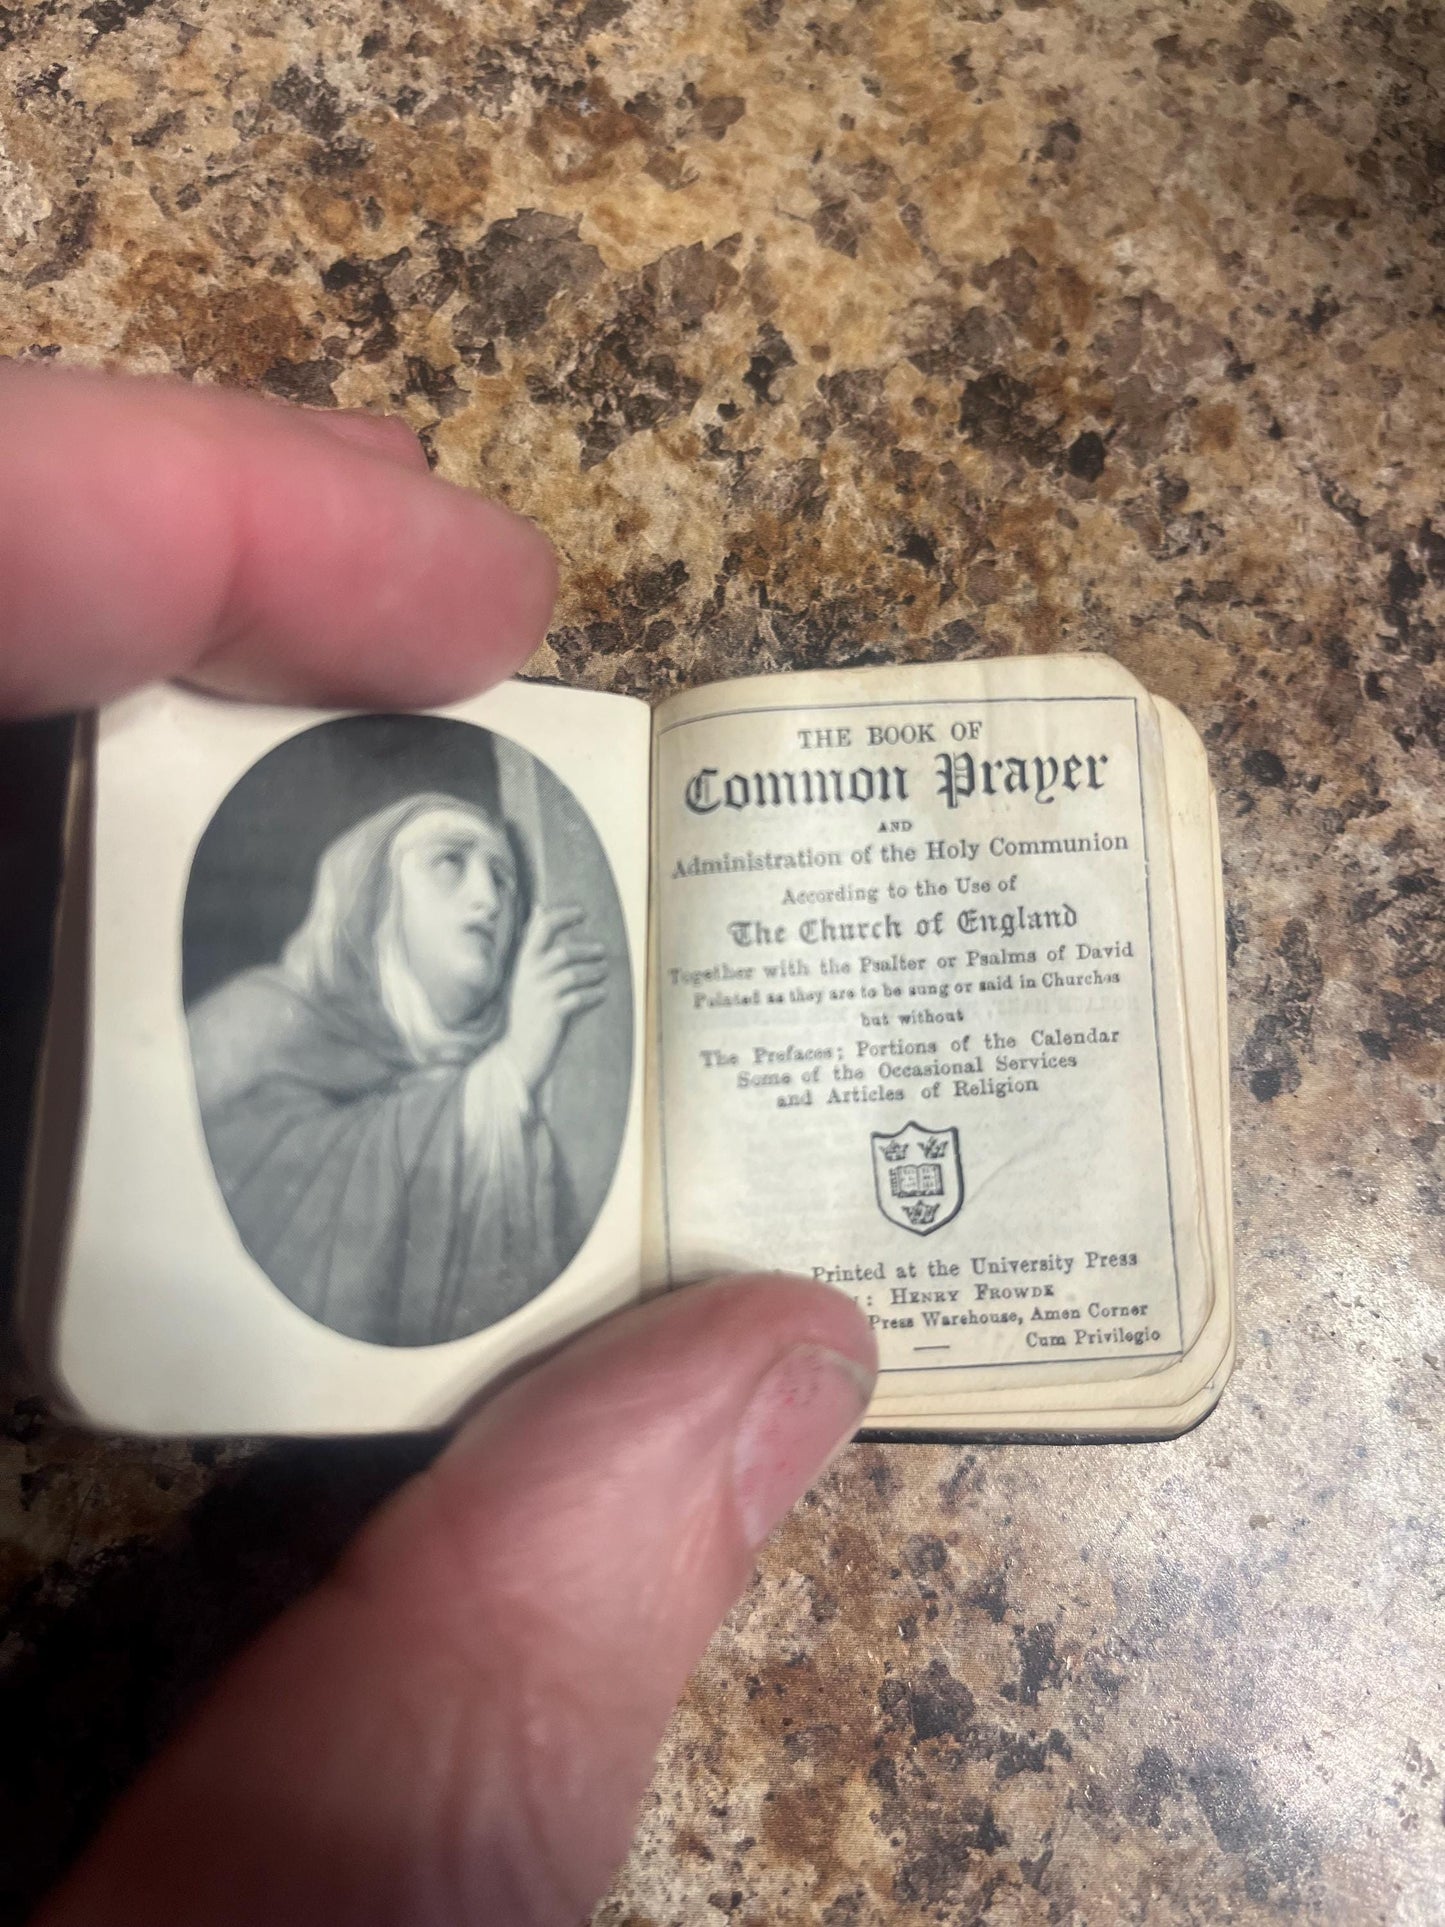 THE BOOK OF
Common Prayer
AND
Administration of the Holy Communion
According to the Use of
The Church of England
Together with the Psalter or Psalms of David
Pointed as they are to be sung or said in Churches
but without
The Prefaces; Portions of the Calendar
Some of the Occasional Services
and Articles of Religion
Printed at the University Press
: HENRY FROWDE
Press Warehouse, Amen Corner
Cum Privilegio